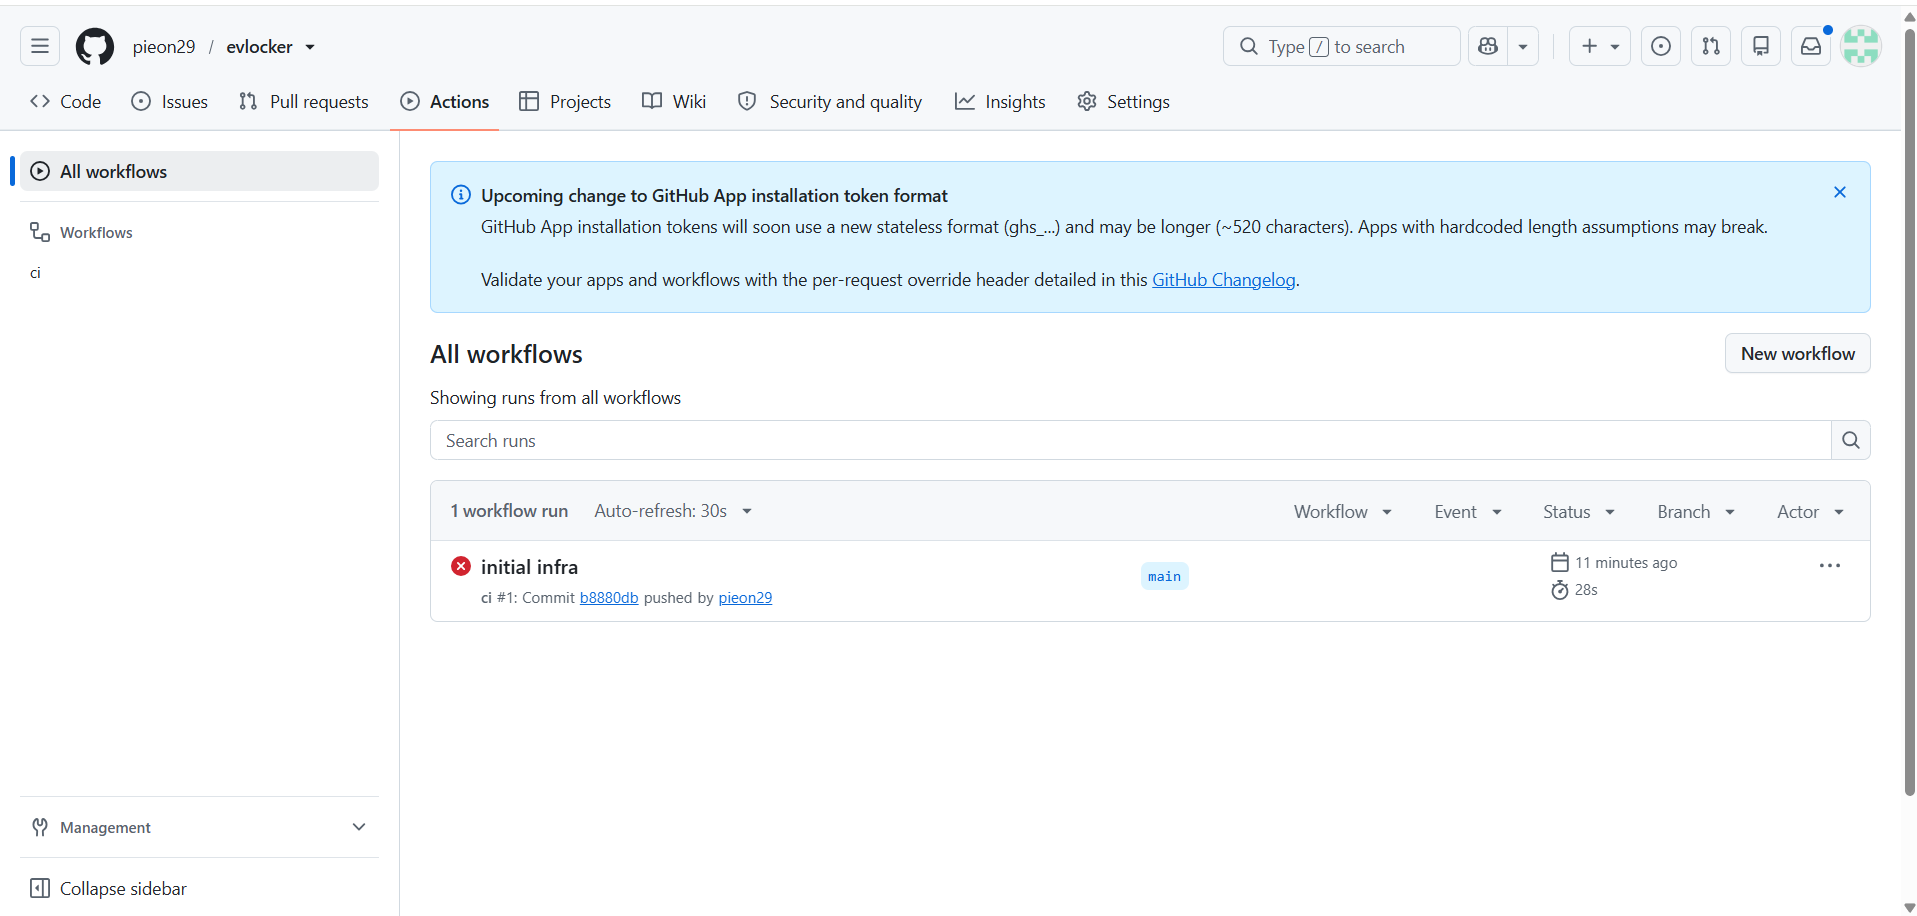 pieon29 / evlocker
Type / to search
Code
Issues
Pull requests
Actions
Projects
Wiki
Security and quality
Insights
Settings
All workflows
Workflows
ci
Management
Collapse sidebar
Upcoming change to GitHub App installation token format
GitHub App installation tokens will soon use a new stateless format (ghs_...) and may be longer (~520 characters). Apps with hardcoded length assumptions may break.
Validate your apps and workflows with the per-request override header detailed in this GitHub Changelog.
All workflows
New workflow
Showing runs from all workflows
Search runs
1 workflow run
Auto-refresh: 30s
Workflow
Event
Status
Branch
Actor
initial infra
ci #1: Commit b8880db pushed by pieon29
main
11 minutes ago
28s